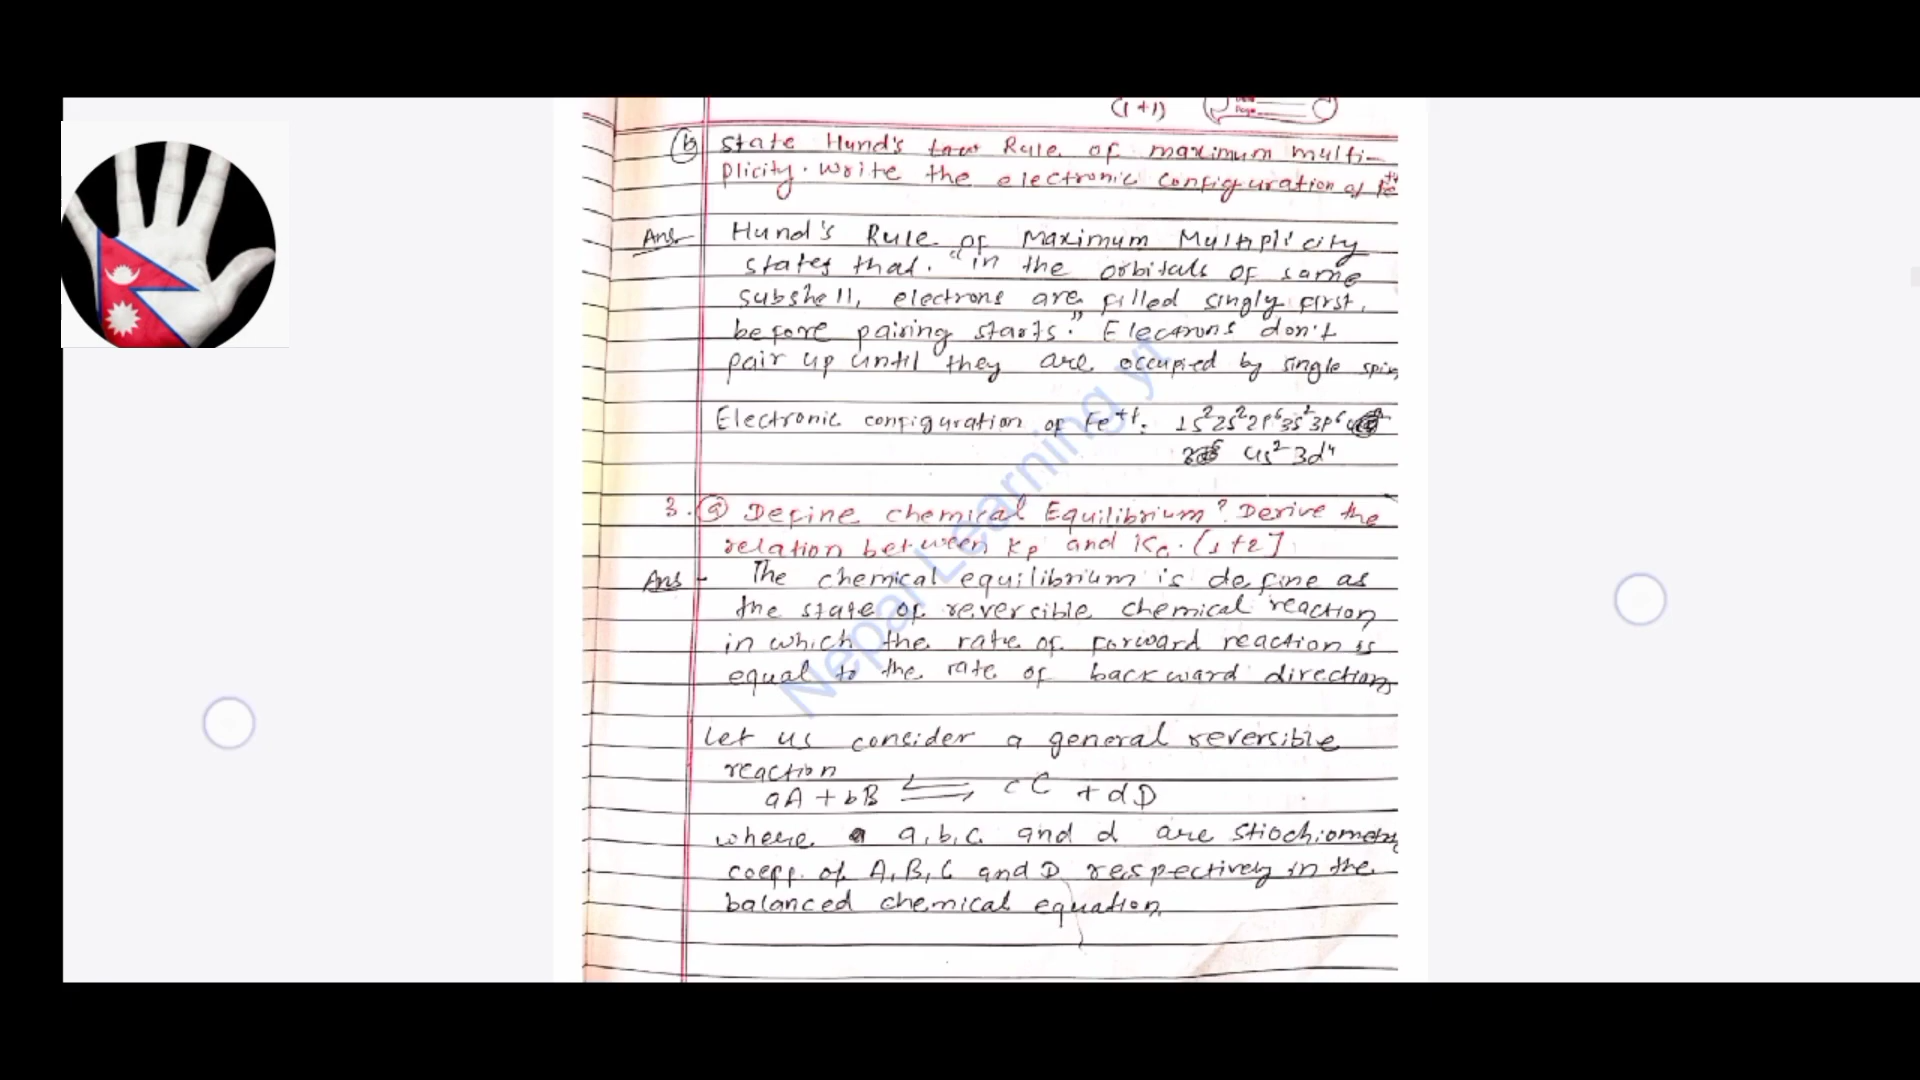 (1+1)
(b) State Hund's Law Rule of maximum multi-
plicity. Write the electronic configuration of Fe++
Ans Hund's Rule of Maximum Multiplicity
states that. "in the orbitals of same
subshell, electrons are filled singly first,
before pairing starts." Electrons don't
pair up until they are occupied by single spin
Electronic configuration of Fe++: 1s²2s²2p⁶3s²3p⁶
4s² 3d⁴
3. (a) Define chemical Equilibrium? Derive the
relation between Kp and Kc. [1+2]
Ans - The chemical equilibrium is define as
the state of reversible chemical reaction
in which the rate of forward reaction is
equal to the rate of backward direction
Let us consider a general reversible
reaction
aA + bB ⇌ cC + dD
where a, b, c and d are stiochiometry
coeff. of A, B, C and D respectively in the
balanced chemical equation.
Nepal Learning yt